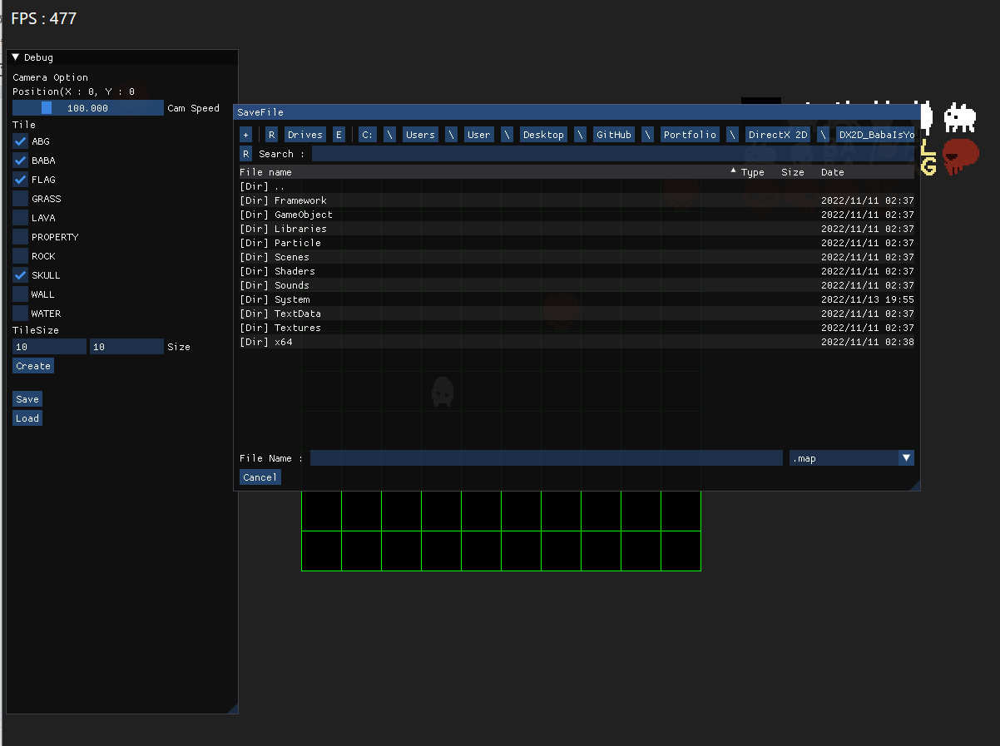 FPS : 477
Debug
Camera Option
Position(X : 0, Y : 0
100.000 Cam Speed
Tile
ABG
BABA
FLAG
GRASS
LAVA
PROPERTY
ROCK
SKULL
WALL
WATER
TileSize
10 10 Size
Create
Save
Load
SaveFile
+ R Drives E C: \ Users \ User \ Desktop \ GitHub \ Portfolio \ DirectX 2D \ DX2D_BabaIsYo
R Search :
File name Type Size Date
[Dir] ..
[Dir] Framework 2022/11/11 02:37
[Dir] GameObject 2022/11/11 02:37
[Dir] Libraries 2022/11/11 02:37
[Dir] Particle 2022/11/11 02:37
[Dir] Scenes 2022/11/11 02:37
[Dir] Shaders 2022/11/11 02:37
[Dir] Sounds 2022/11/11 02:37
[Dir] System 2022/11/13 19:55
[Dir] TextData 2022/11/11 02:37
[Dir] Textures 2022/11/11 02:37
[Dir] x64 2022/11/11 02:38
File Name : .map
Cancel
L
G